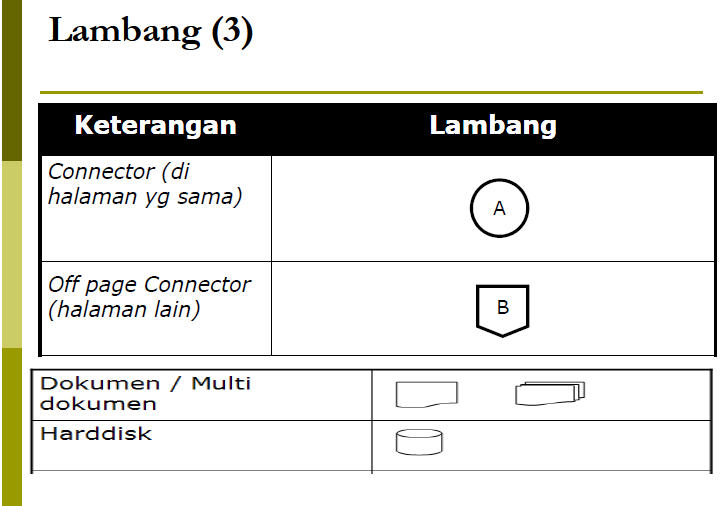 Lambang (3)
Keterangan Lambang
Connector (di
halaman yg sama)
A
Off page Connector
(halaman lain)
B
Dokumen / Multi
dokumen
Harddisk